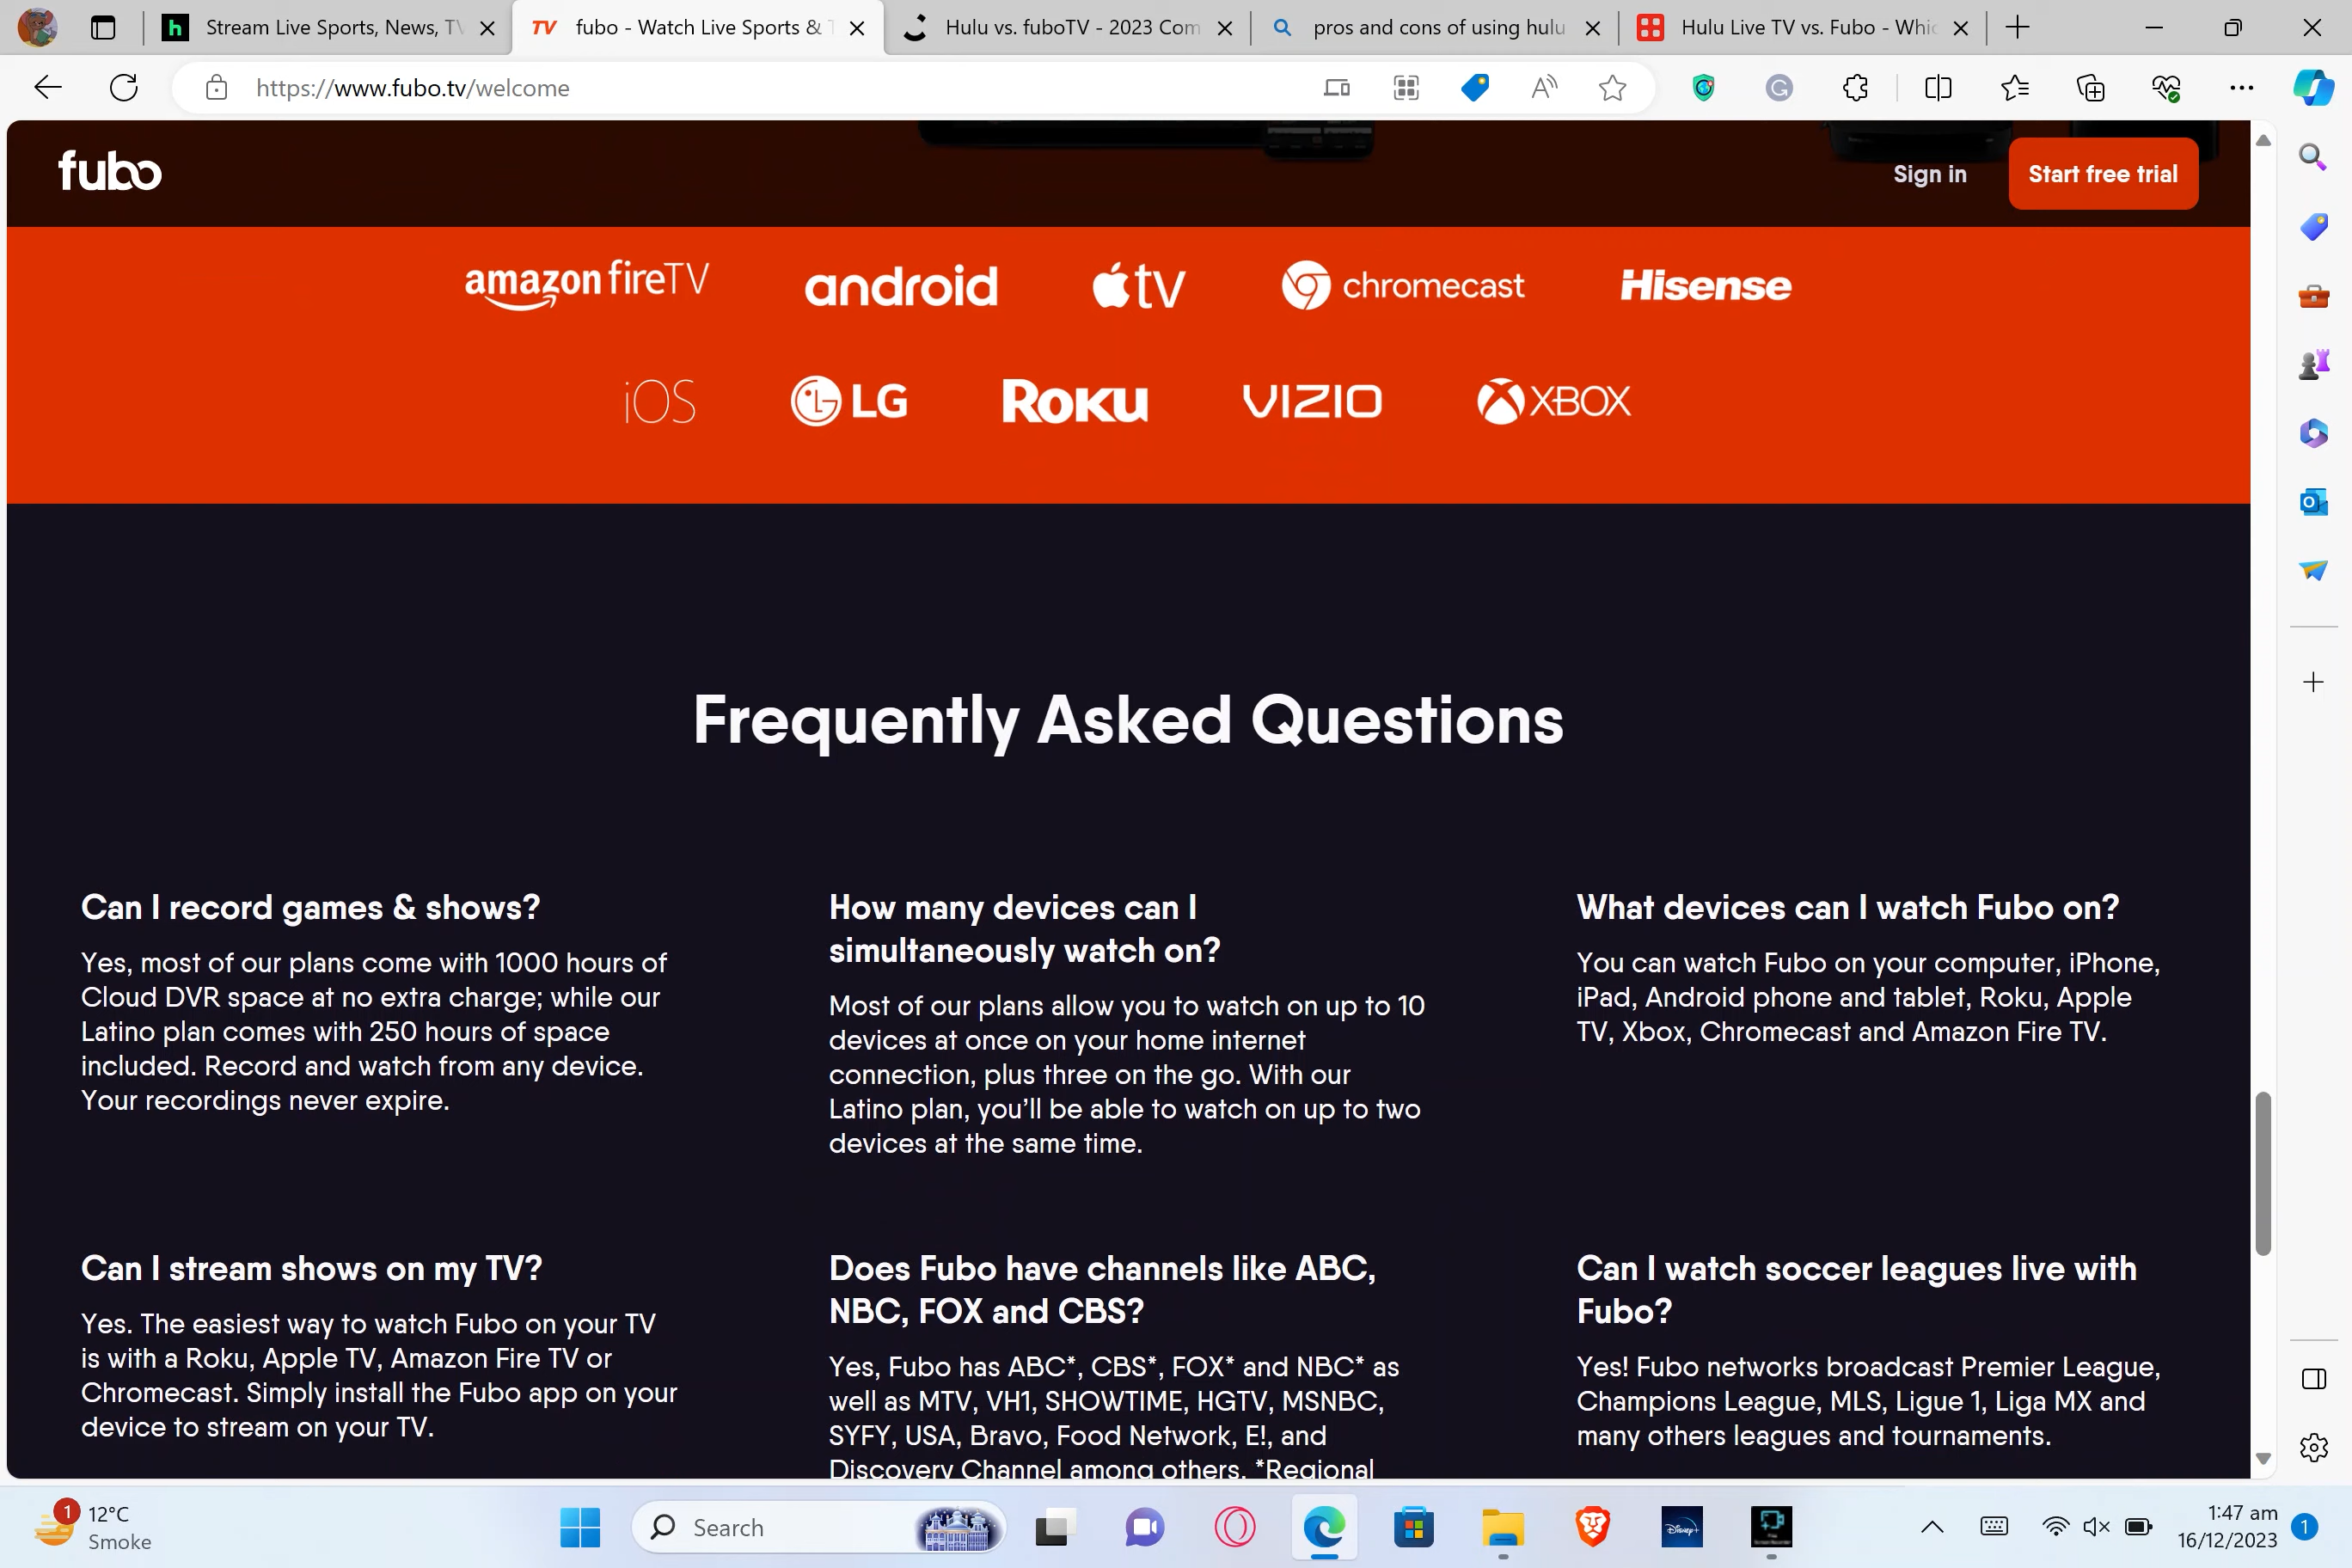 Stream Live Sports, News, TV
fubo - Watch Live Sports & T
Hulu vs. fuboTV - 2023 Com
pros and cons of using hulu
Hulu Live TV vs. Fubo - Whic
https://www.fubo.tv/welcome
fubo
Sign in
Start free trial
amazon fireTV
android
tv
chromecast
Hisense
iOS
LG
Roku
VIZIO
XBOX
Frequently Asked Questions
Can I record games & shows?
Yes, most of our plans come with 1000 hours of
Cloud DVR space at no extra charge; while our
Latino plan comes with 250 hours of space
included. Record and watch from any device.
Your recordings never expire.
How many devices can I
simultaneously watch on?
Most of our plans allow you to watch on up to 10
devices at once on your home internet
connection, plus three on the go. With our
Latino plan, you’ll be able to watch on up to two
devices at the same time.
What devices can I watch Fubo on?
You can watch Fubo on your computer, iPhone,
iPad, Android phone and tablet, Roku, Apple
TV, Xbox, Chromecast and Amazon Fire TV.
Can I stream shows on my TV?
Yes. The easiest way to watch Fubo on your TV
is with a Roku, Apple TV, Amazon Fire TV or
Chromecast. Simply install the Fubo app on your
device to stream on your TV.
Does Fubo have channels like ABC,
NBC, FOX and CBS?
Yes, Fubo has ABC*, CBS*, FOX* and NBC* as
well as MTV, VH1, SHOWTIME, HGTV, MSNBC,
SYFY, USA, Bravo, Food Network, E!, and
Discovery Channel among others. *Regional
Can I watch soccer leagues live with
Fubo?
Yes! Fubo networks broadcast Premier League,
Champions League, MLS, Ligue 1, Liga MX and
many others leagues and tournaments.
1
12°C
Smoke
Search
Disney+
1:47 am
16/12/2023
1